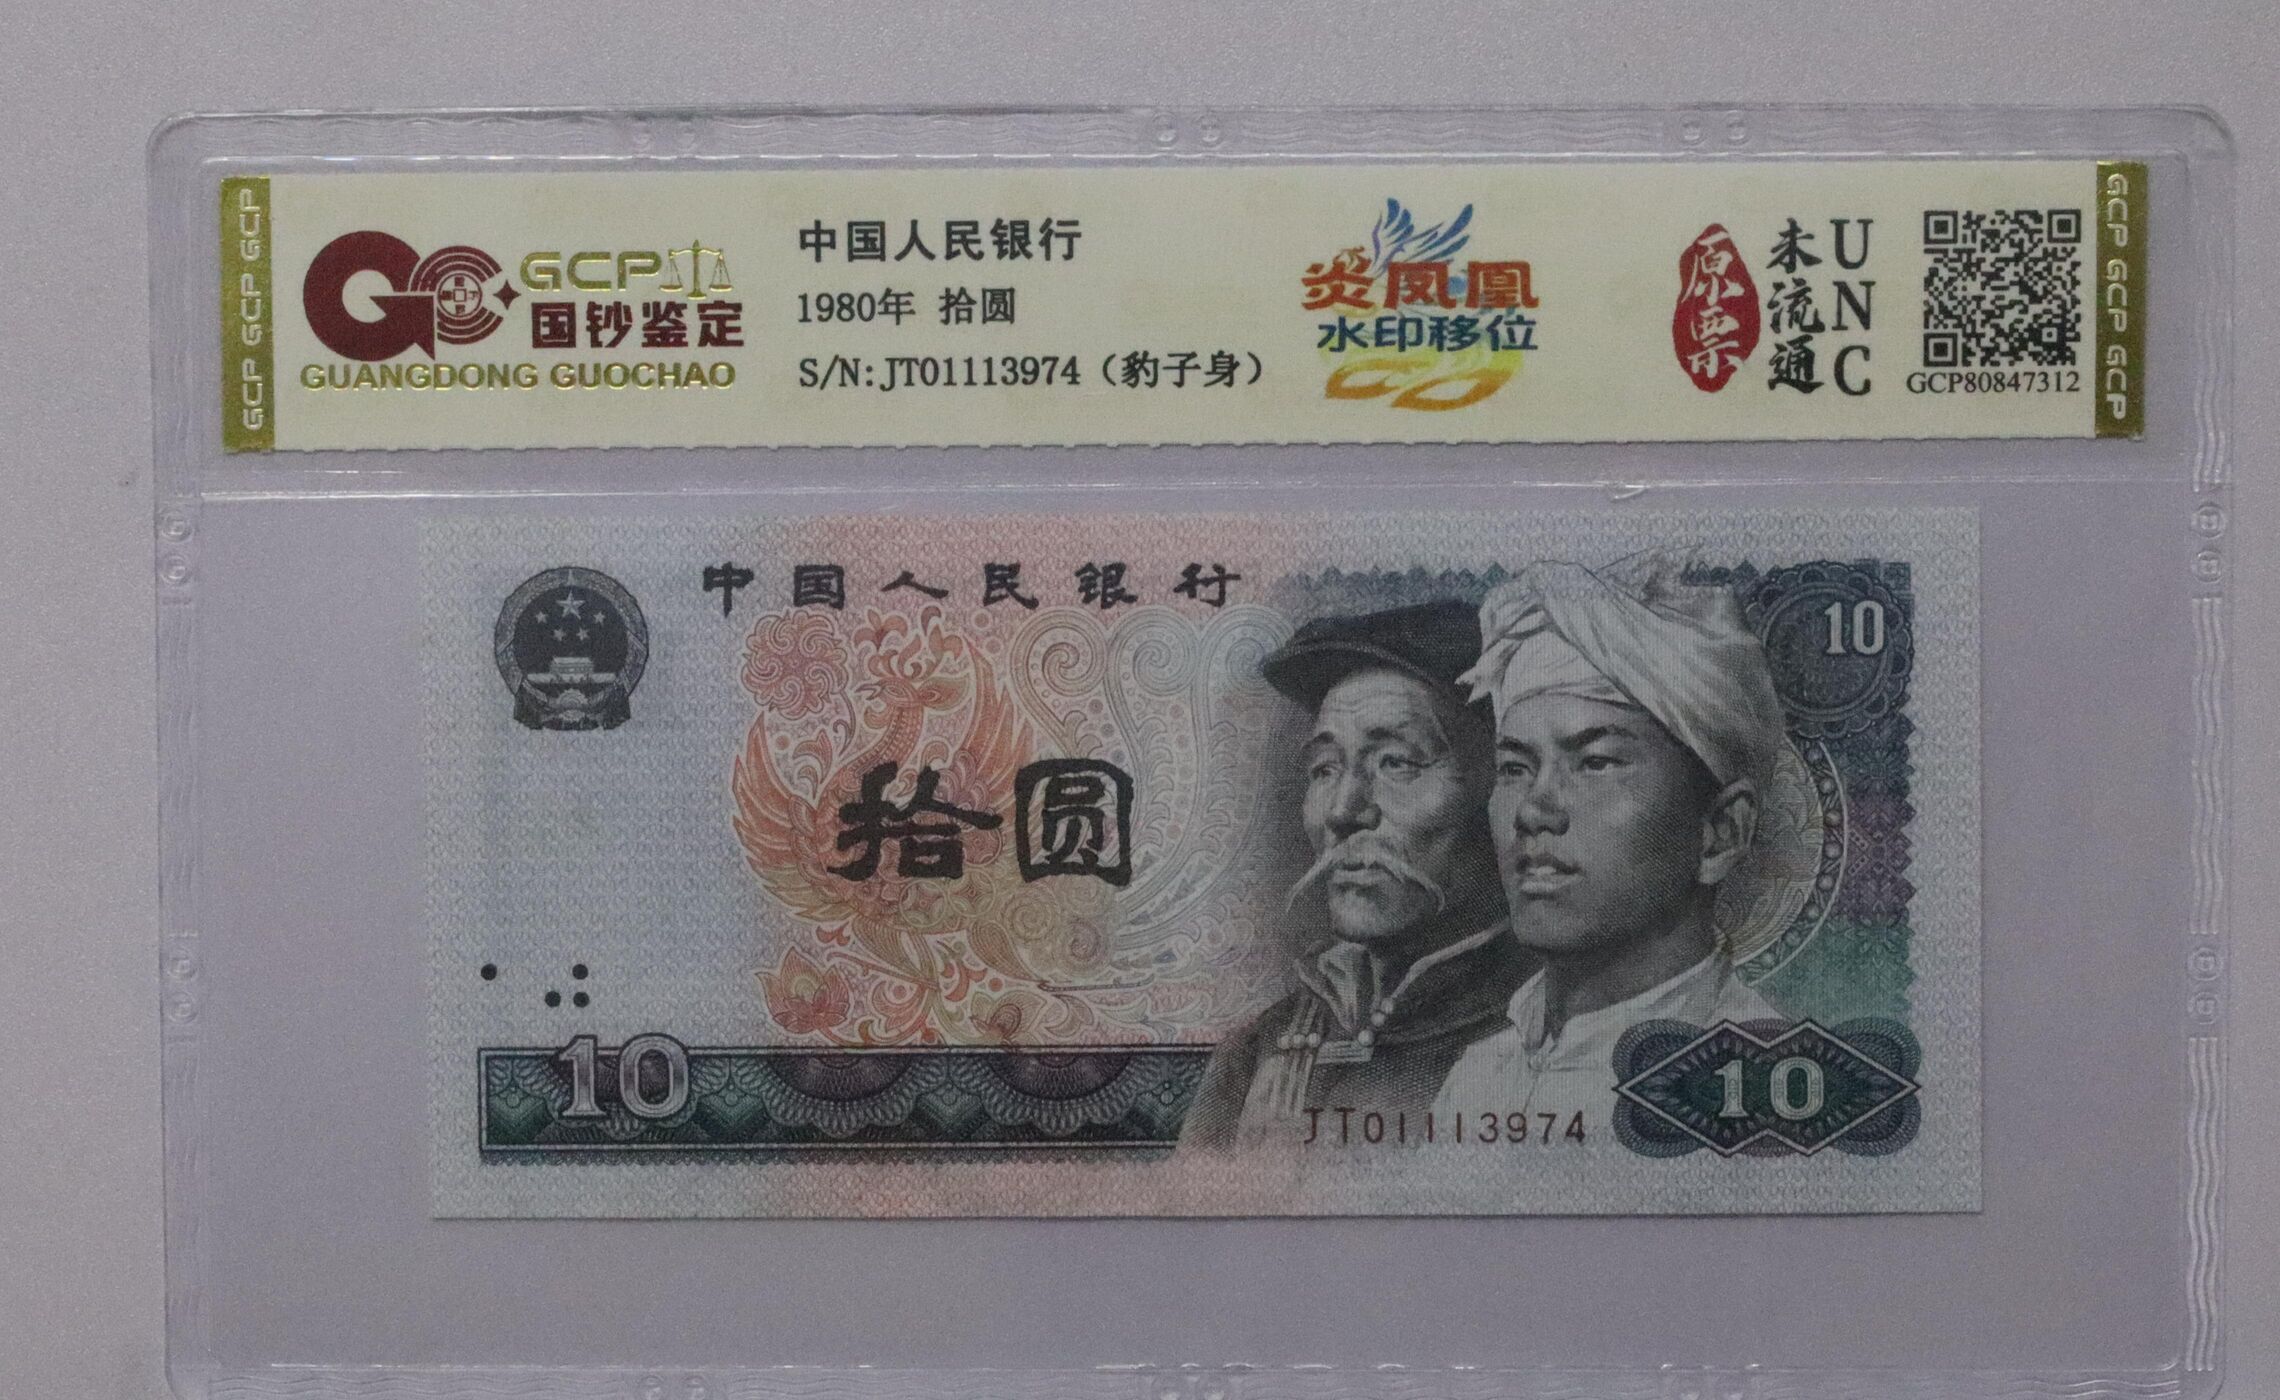 GCP GCP GCP
GCP
国钞鉴定
GUANGDONG GUOCHAO
中国人民银行
1980年 拾圆
S/N:JT01113974（豹子身）
炎凤凰
水印移位
原票
未流通
UNC
GCP80847312
GCP GCP GCP
中国人民银行
10
拾圆
10
JT01113974
10